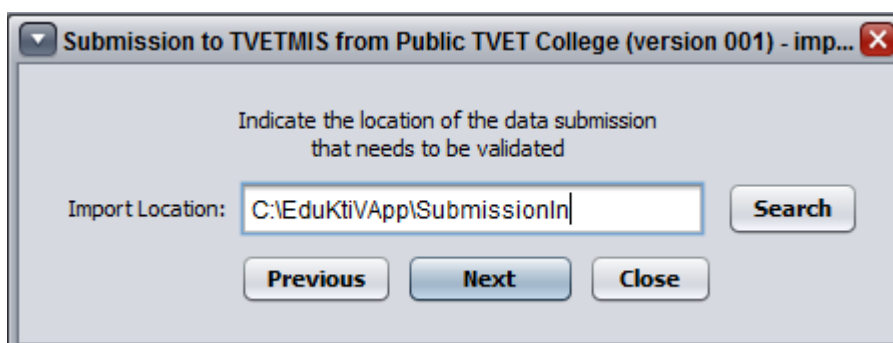 Submission to TVETMIS from Public TVET College (version 001) - imp...
Indicate the location of the data submission
that needs to be validated
Import Location: C:\EduKtiVApp\SubmissionIn Search
Previous Next Close